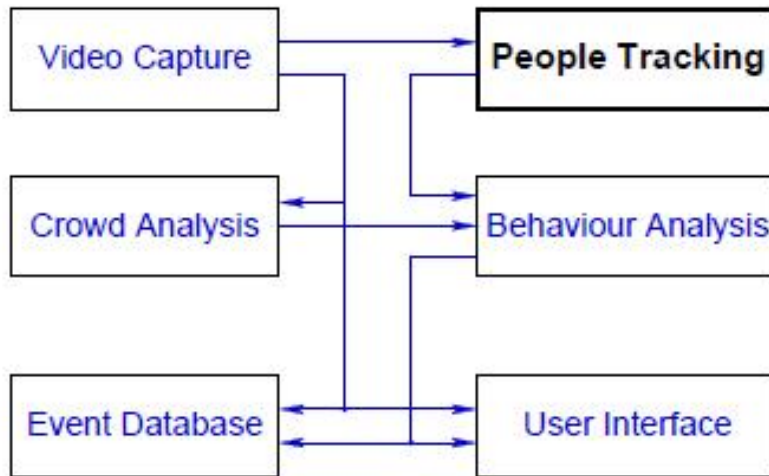 Video Capture
People Tracking
Crowd Analysis
Behaviour Analysis
Event Database
User Interface